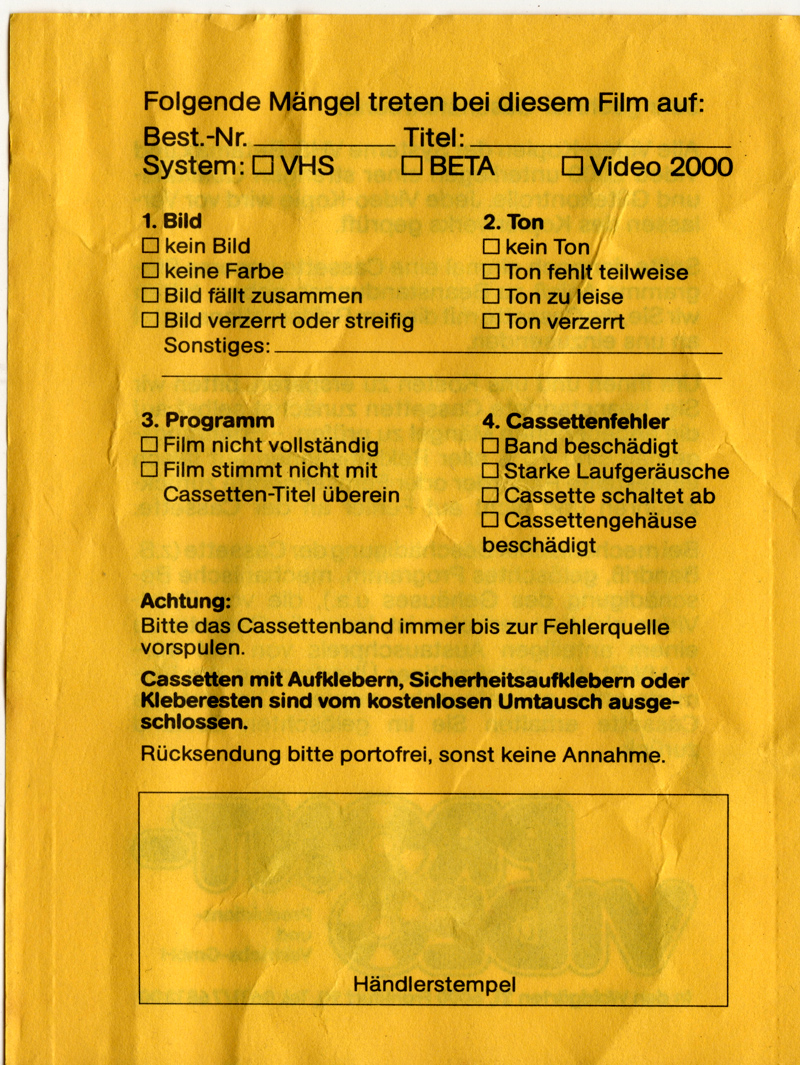 Folgende Mängel treten bei diesem Film auf:
Best.-Nr. Titel:
System: ☐ VHS ☐ BETA ☐ Video 2000
1. Bild
☐ kein Bild
☐ keine Farbe
☐ Bild fällt zusammen
☐ Bild verzerrt oder streifig
Sonstiges:
2. Ton
☐ kein Ton
☐ Ton fehlt teilweise
☐ Ton zu leise
☐ Ton verzerrt
3. Programm
☐ Film nicht vollständig
☐ Film stimmt nicht mit
Cassetten-Titel überein
4. Cassettenfehler
☐ Band beschädigt
☐ Starke Laufgeräusche
☐ Cassette schaltet ab
☐ Cassettengehäuse
beschädigt
Achtung:
Bitte das Cassettenband immer bis zur Fehlerquelle
vorspulen.
Cassetten mit Aufklebern, Sicherheitsaufklebern oder
Kleberesten sind vom kostenlosen Umtausch ausge-
schlossen.
Rücksendung bitte portofrei, sonst keine Annahme.
Händlerstempel